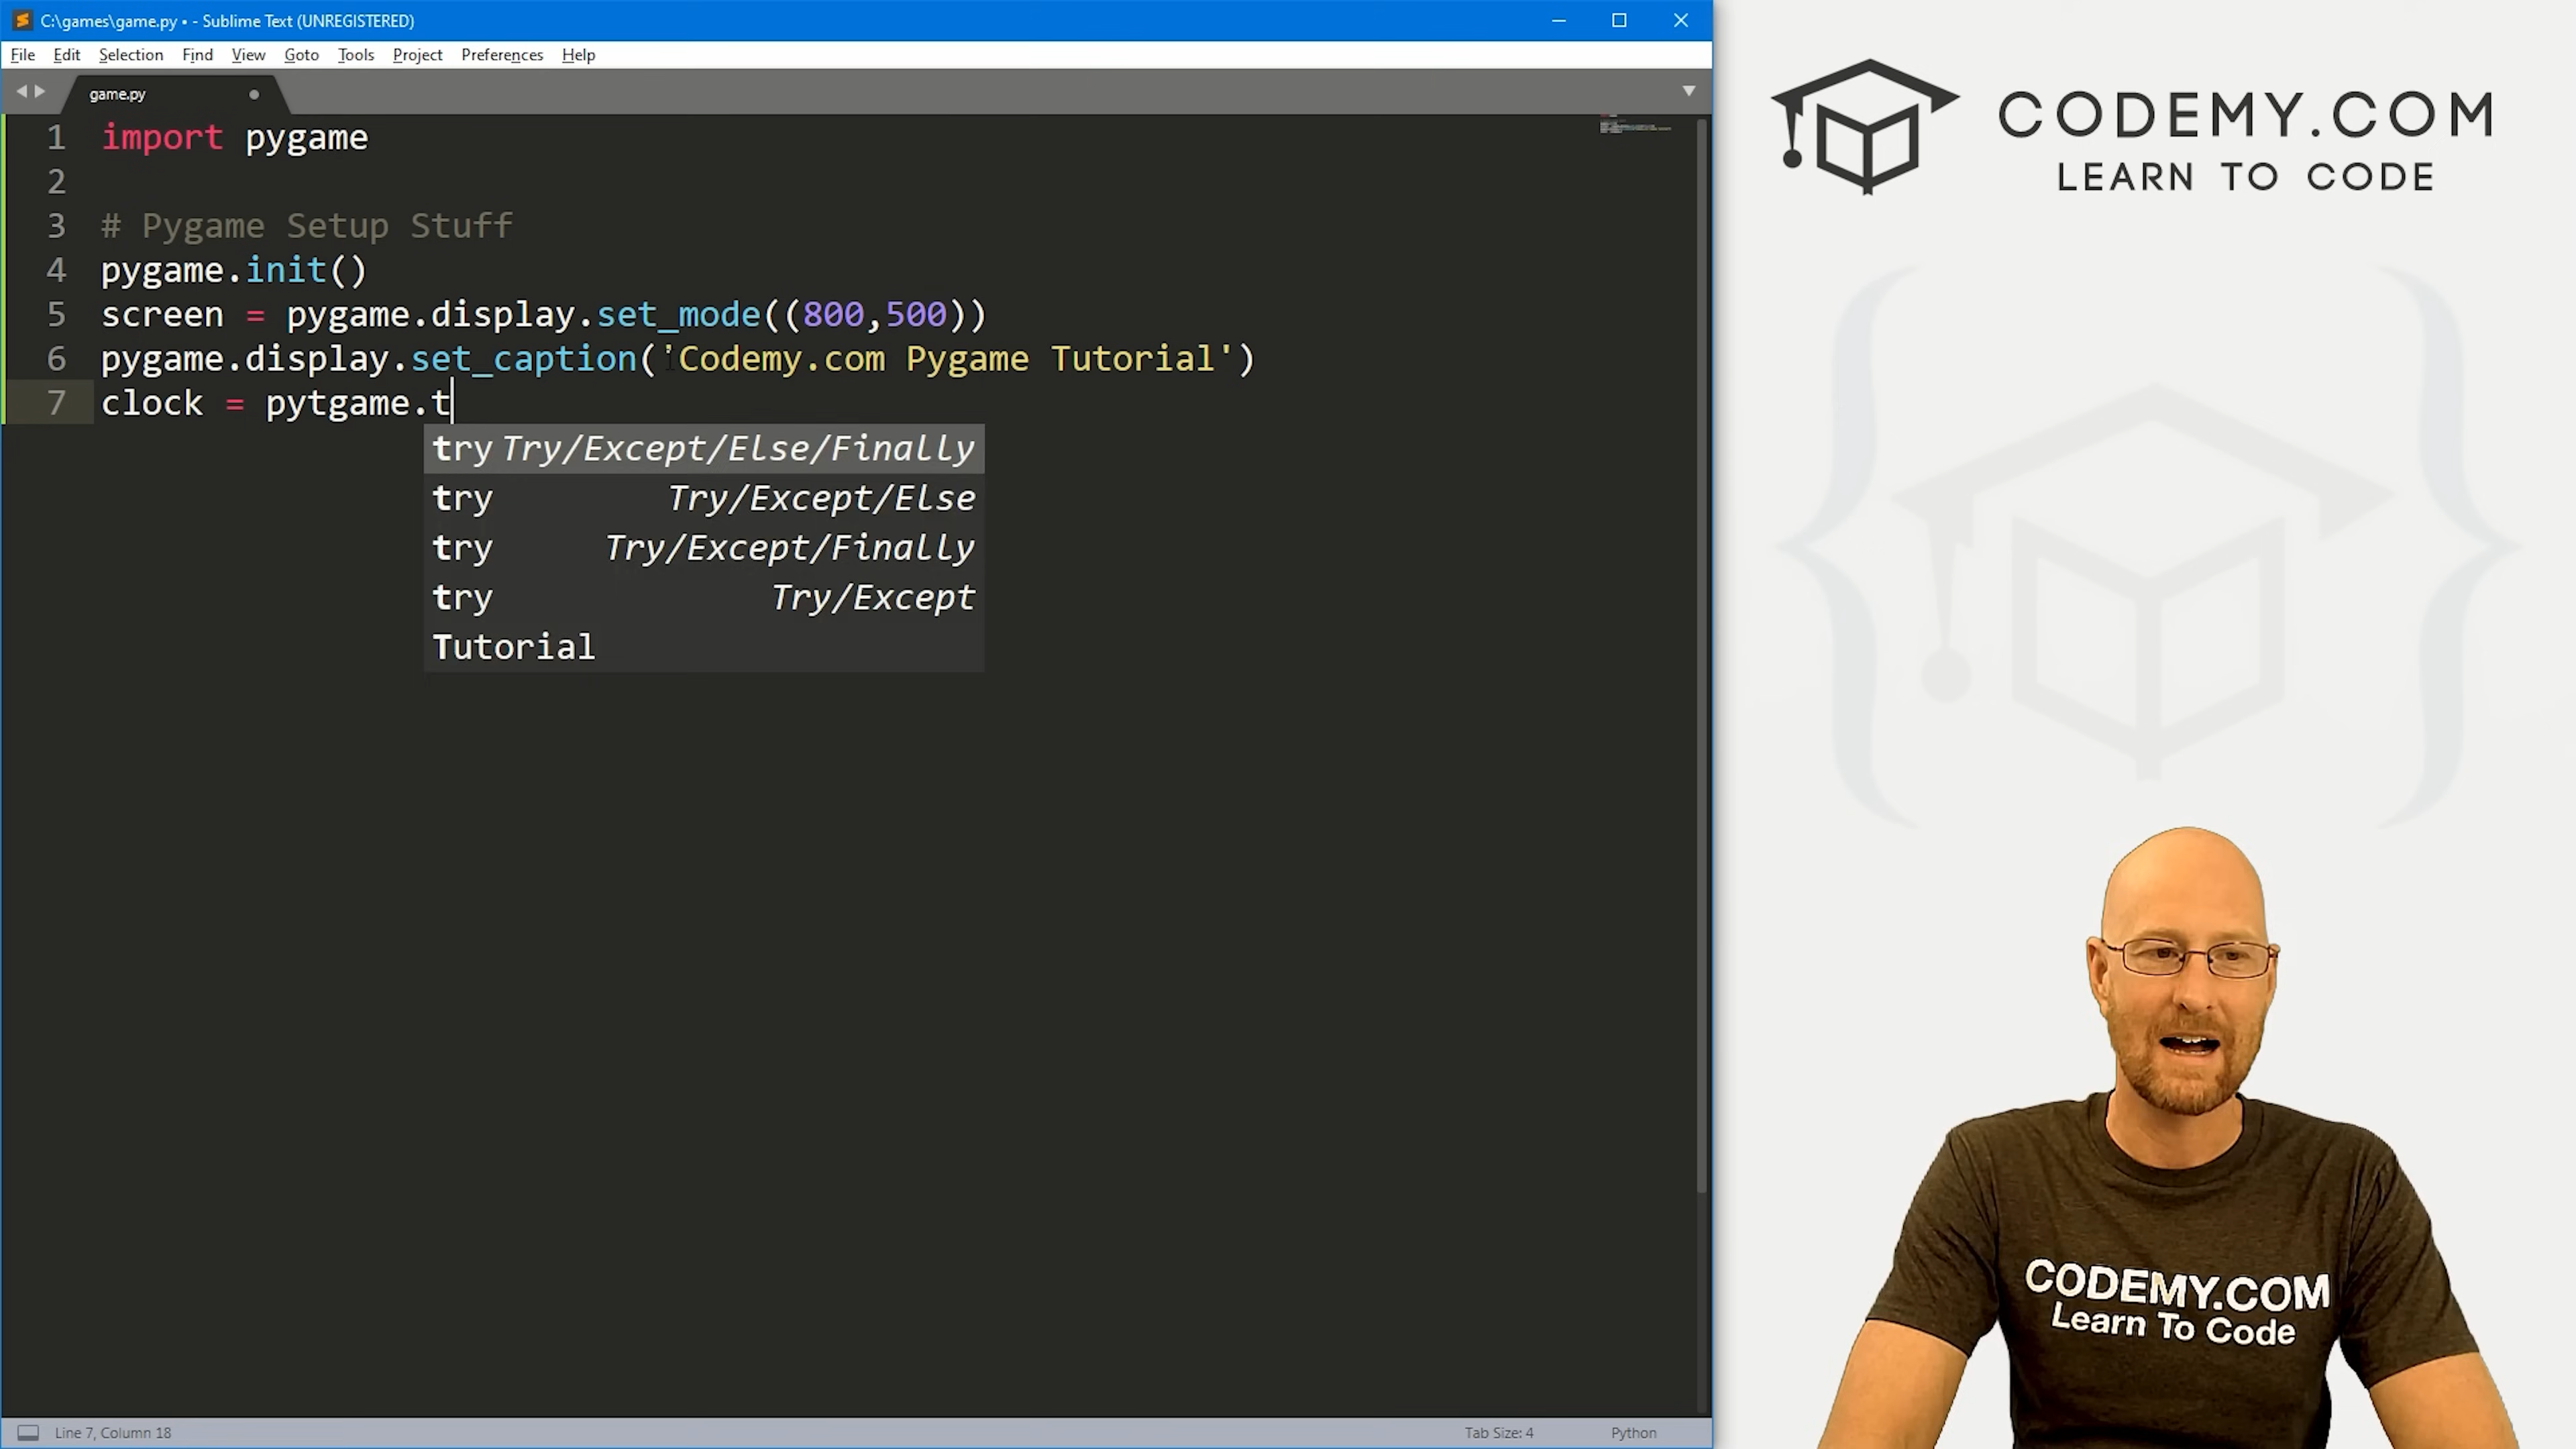 C:\games\game.py • - Sublime Text (UNREGISTERED)
File Edit Selection Find View Goto Tools Project Preferences Help
game.py
1 import pygame
2
3 # Pygame Setup Stuff
4 pygame.init()
5 screen = pygame.display.set_mode((800,500))
6 pygame.display.set_caption('Codemy.com Pygame Tutorial')
7 clock = pytgame.t
try Try/Except/Else/Finally
try Try/Except/Else
try Try/Except/Finally
try Try/Except
Tutorial
Line 7, Column 18
Tab Size: 4
Python
CODEMY.COM
LEARN TO CODE
CODEMY.COM
Learn To Code